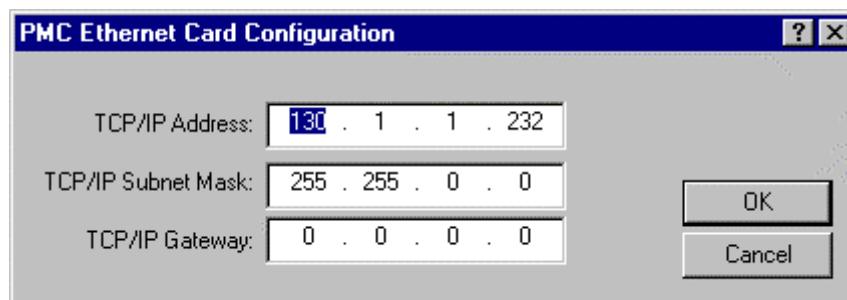 PMC Ethernet Card Configuration ? X
TCP/IP Address: 130 . 1 . 1 . 232
TCP/IP Subnet Mask: 255 . 255 . 0 . 0
OK
TCP/IP Gateway: 0 . 0 . 0 . 0
Cancel